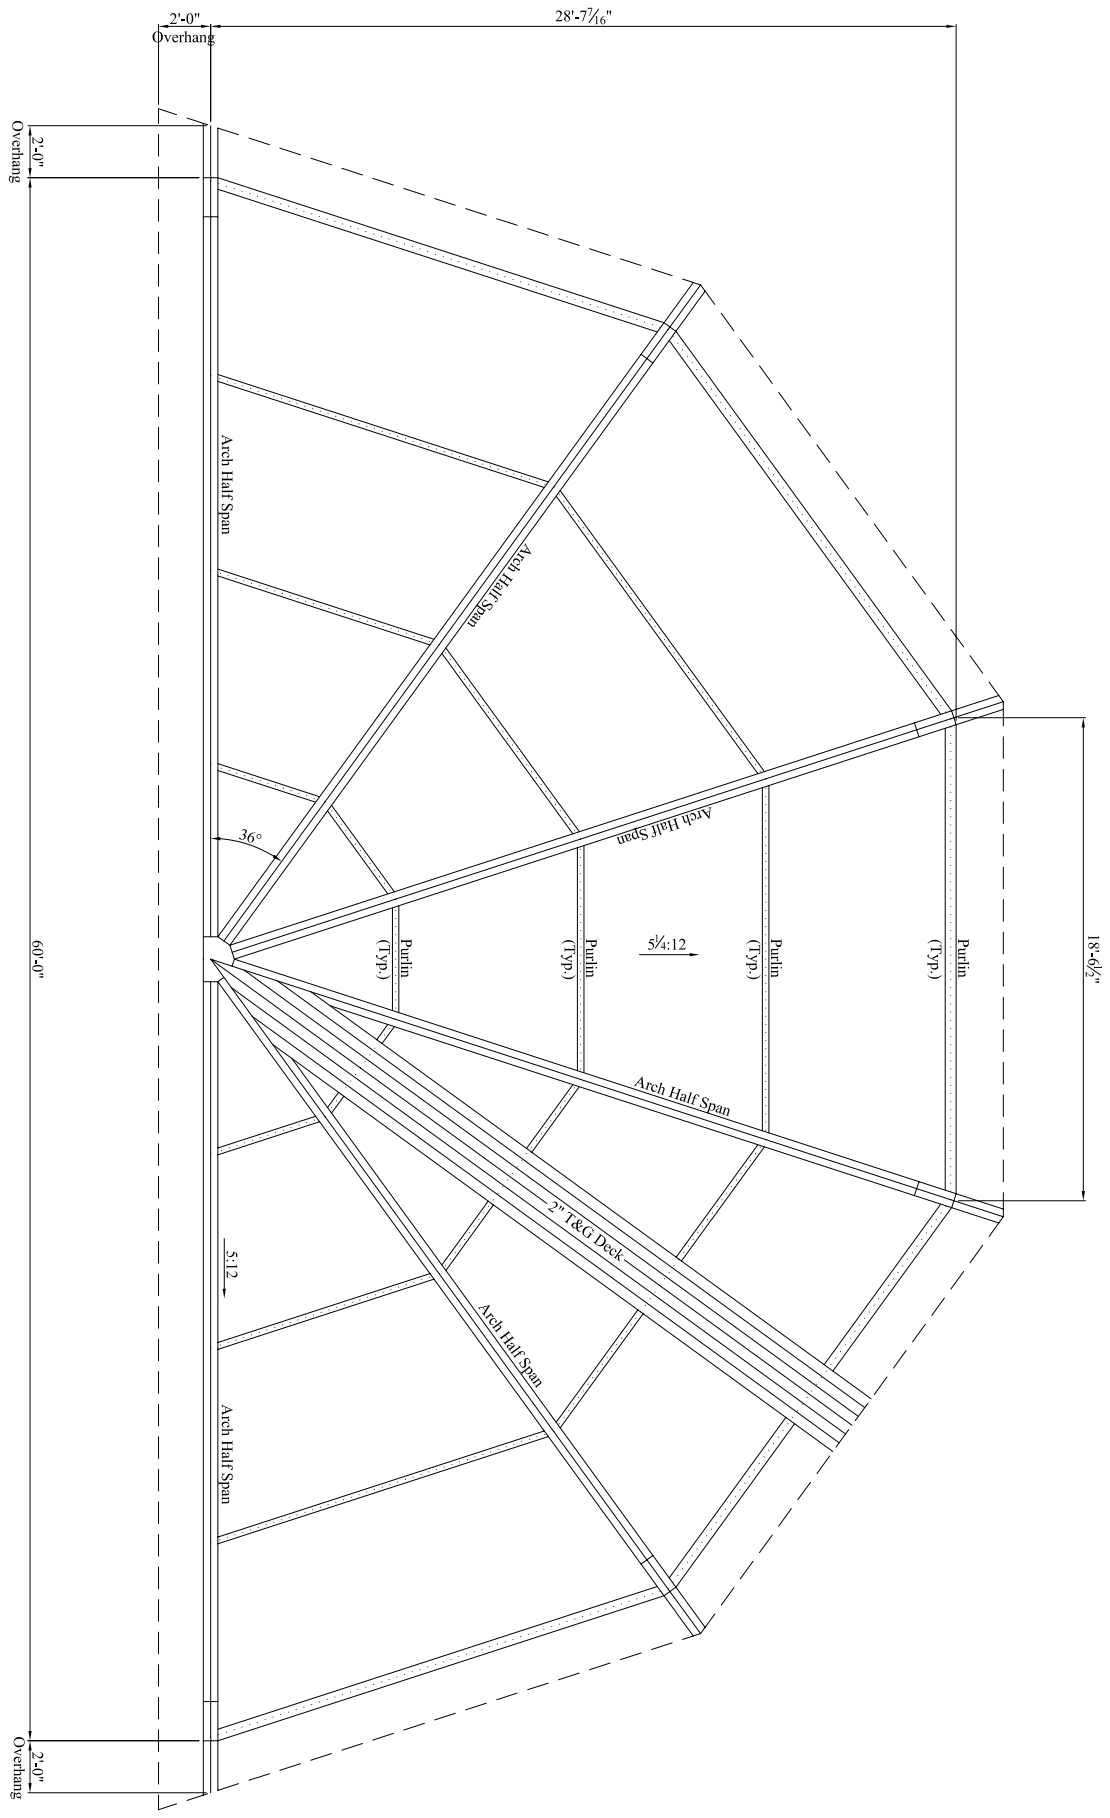 2'-0"
Overhang
28'-7 7/16"
2'-0"
Overhang
Arch Half Span
Arch Half Span
Arch Half Span
36°
60'-0"
Purlin
(Typ.)
Purlin
(Typ.)
5 1/4:12
Purlin
(Typ.)
Purlin
(Typ.)
18'-6 1/2"
Arch Half Span
2" T&G Deck
5:12
Arch Half Span
Arch Half Span
2'-0"
Overhang